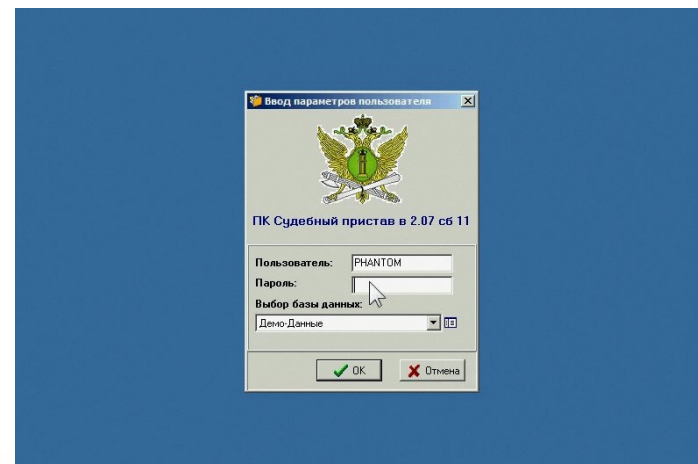 Ввод параметров пользователя
ПК Судебный пристав в 2.07 сб 11
Пользователь: PHANTOM
Пароль:
Выбор базы данных:
Демо-Данные
OK Отмена